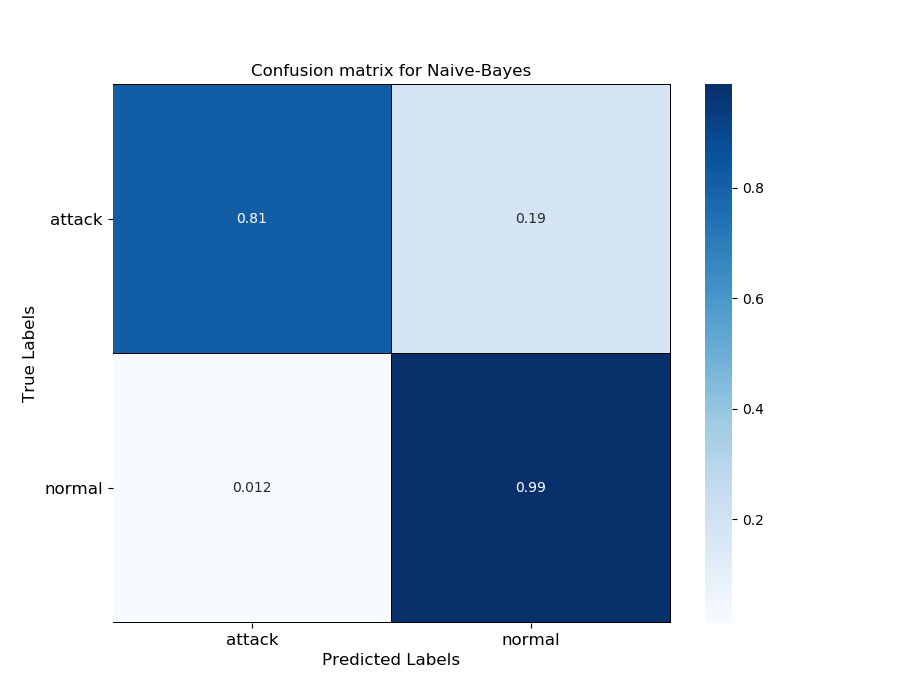 Confusion matrix for Naive-Bayes
True Labels
attack
0.81
0.19
normal
0.012
0.99
attack
normal
Predicted Labels
0.8
0.6
0.4
0.2